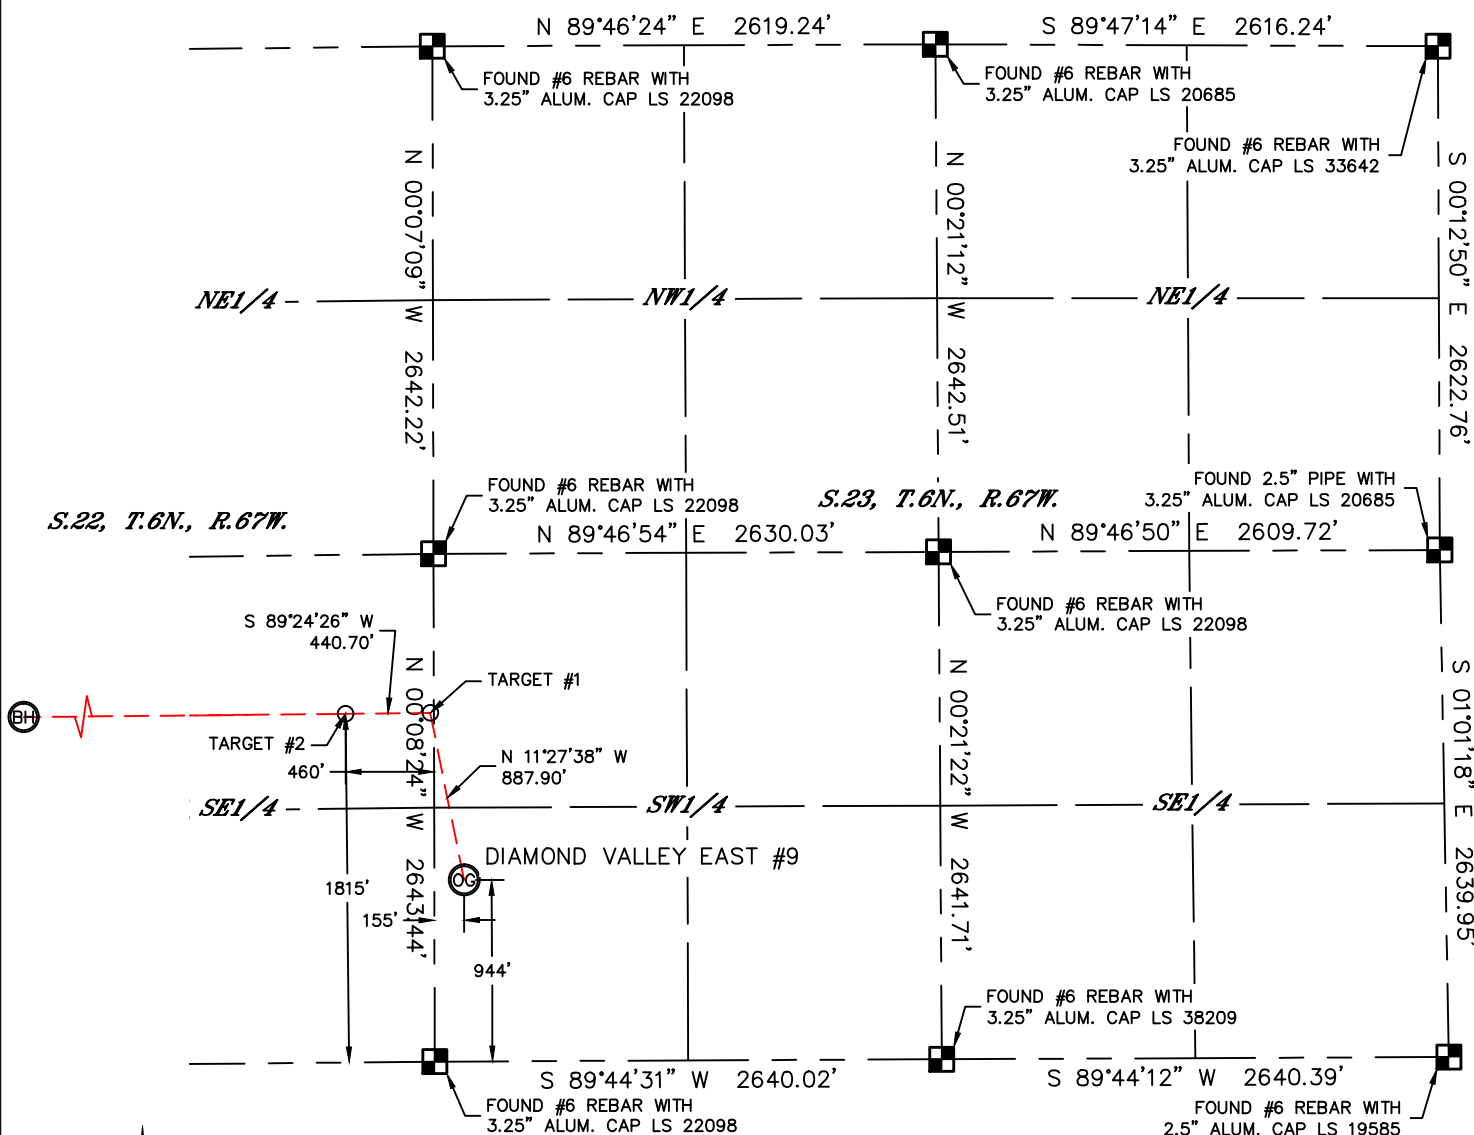 N 89°46'24" E 2619.24'
S 89°47'14" E 2616.24'
FOUND #6 REBAR WITH
3.25" ALUM. CAP LS 22098
FOUND #6 REBAR WITH
3.25" ALUM. CAP LS 20685
FOUND #6 REBAR WITH
3.25" ALUM. CAP LS 33642
N 00°07'09" W 2642.22'
N 00°21'12" W 2642.51'
S 00°12'50" E 2622.76'
NE1/4
NW1/4
NE1/4
FOUND #6 REBAR WITH
3.25" ALUM. CAP LS 22098
S.22, T.6N., R.67W.
S.23, T.6N., R.67W.
FOUND 2.5" PIPE WITH
3.25" ALUM. CAP LS 20685
N 89°46'54" E 2630.03'
N 89°46'50" E 2609.72'
FOUND #6 REBAR WITH
3.25" ALUM. CAP LS 22098
S 89°24'26" W
440.70'
N 00°08'24" W 2643.44'
N 00°21'22" W 2641.71'
S 01°01'18" E 2639.95'
TARGET #1
BH
TARGET #2
460'
N 11°27'38" W
887.90'
SE1/4
SW1/4
SE1/4
DIAMOND VALLEY EAST #9
OG
1815'
155'
944'
FOUND #6 REBAR WITH
3.25" ALUM. CAP LS 38209
S 89°44'31" W 2640.02'
S 89°44'12" W 2640.39'
FOUND #6 REBAR WITH
3.25" ALUM. CAP LS 22098
FOUND #6 REBAR WITH
2.5" ALUM. CAP LS 19585